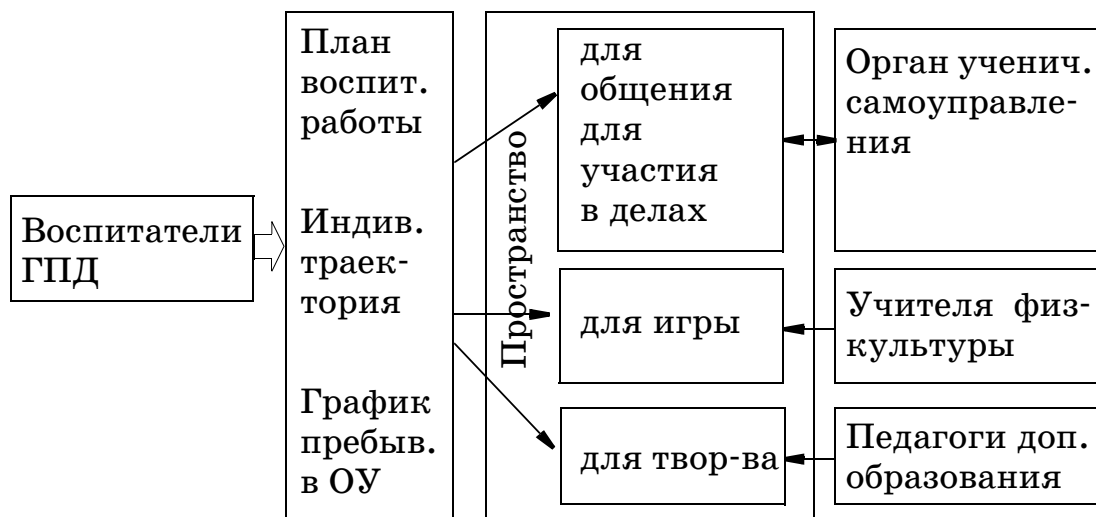 Воспитатели
ГПД
План
воспит.
работы
Индив.
траек-
тория
График
пребыв.
в ОУ
Пространство
для
общения
для
участия
в делах
для игры
для твор-ва
Орган ученич.
самоуправле-
ния
Учителя физ-
культуры
Педагоги доп.
образования